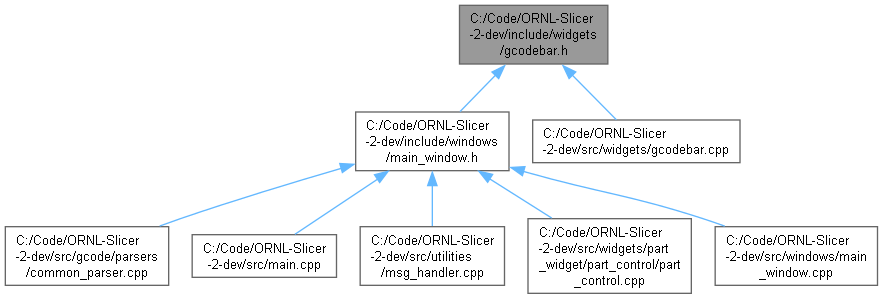 C:/Code/ORNL-Slicer
-2-dev/include/widgets
/gcodebar.h
C:/Code/ORNL-Slicer
-2-dev/include/windows
/main_window.h
C:/Code/ORNL-Slicer
-2-dev/src/widgets/gcodebar.cpp
C:/Code/ORNL-Slicer
-2-dev/src/gcode/parsers
/common_parser.cpp
C:/Code/ORNL-Slicer
-2-dev/src/main.cpp
C:/Code/ORNL-Slicer
-2-dev/src/utilities
/msg_handler.cpp
C:/Code/ORNL-Slicer
-2-dev/src/widgets/part
_widget/part_control/part
_control.cpp
C:/Code/ORNL-Slicer
-2-dev/src/windows/main
_window.cpp